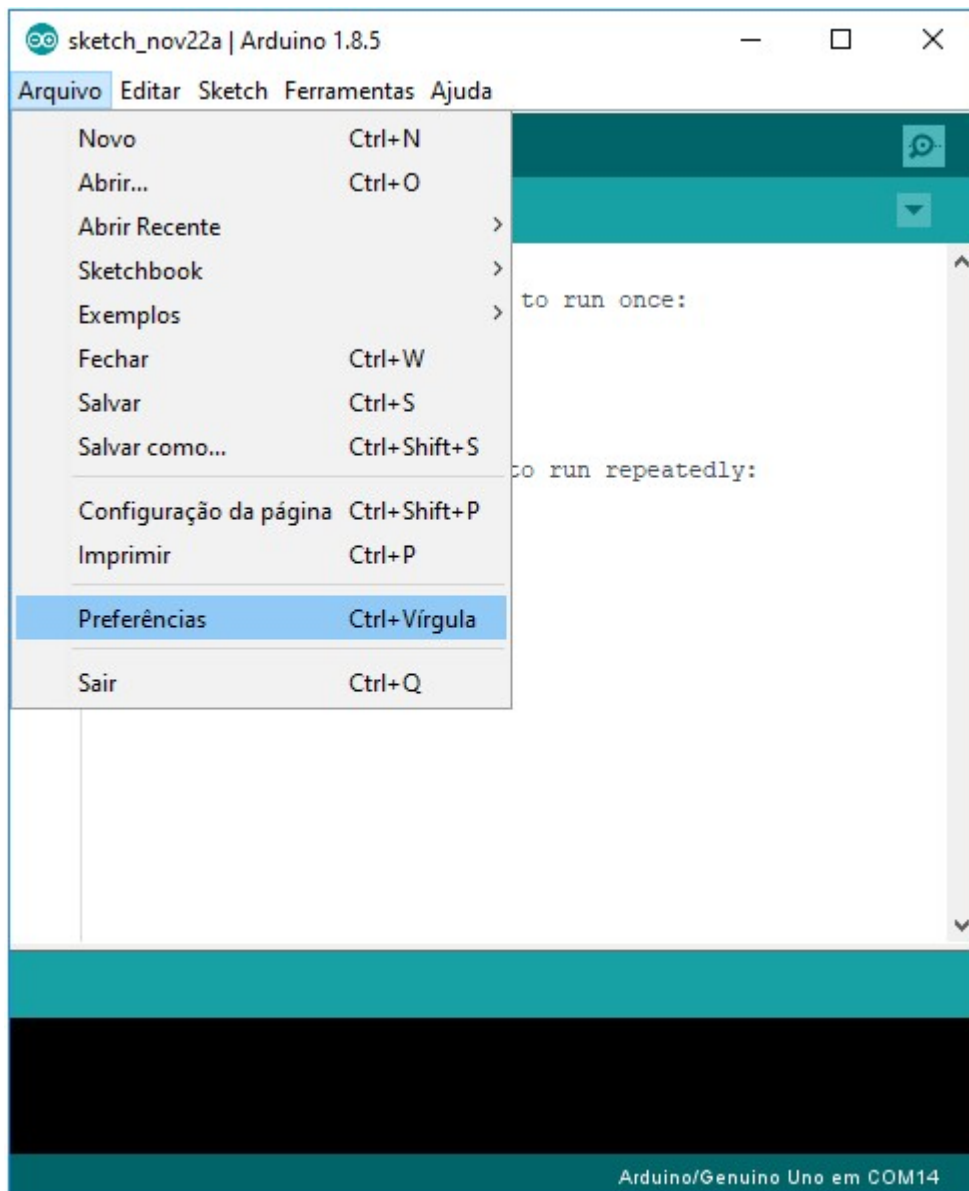 sketch_nov22a | Arduino 1.8.5
Arquivo Editar Sketch Ferramentas Ajuda
Novo Ctrl+N
Abrir... Ctrl+O
Abrir Recente
Sketchbook
Exemplos
Fechar Ctrl+W
Salvar Ctrl+S
Salvar como... Ctrl+Shift+S
Configuração da página Ctrl+Shift+P
Imprimir Ctrl+P
Preferências Ctrl+Vírgula
Sair Ctrl+Q
to run once:
to run repeatedly:
Arduino/Genuino Uno em COM14